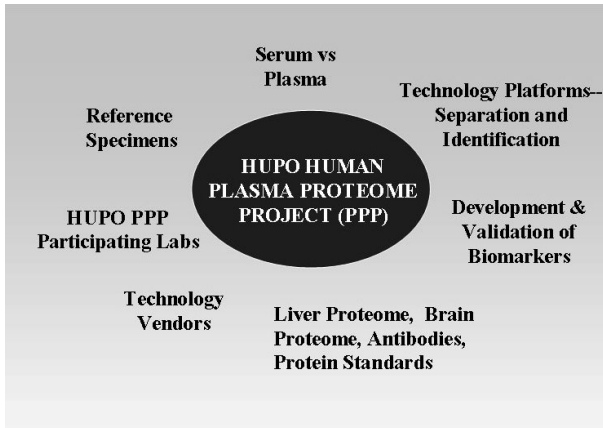 Serum vs
Plasma
Technology Platforms--
Separation and
Identification
Reference
Specimens
HUPO HUMAN
PLASMA PROTEOME
PROJECT (PPP)
Development &
Validation of
Biomarkers
HUPO PPP
Participating Labs
Technology
Vendors
Liver Proteome, Brain
Proteome, Antibodies,
Protein Standards